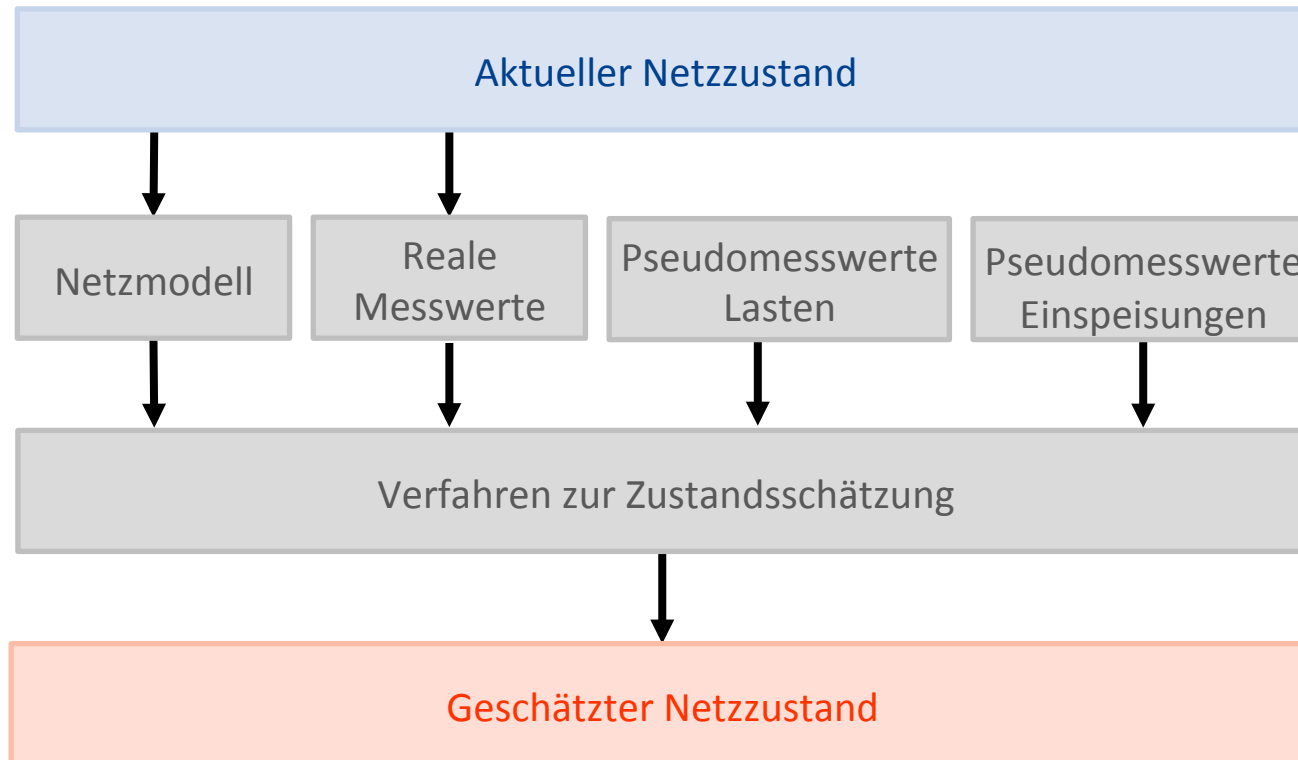 Aktueller Netzzustand
Netzmodell
Reale
Messwerte
Pseudomesswerte
Lasten
Pseudomesswerte
Einspeisungen
Verfahren zur Zustandsschätzung
Geschätzter Netzzustand